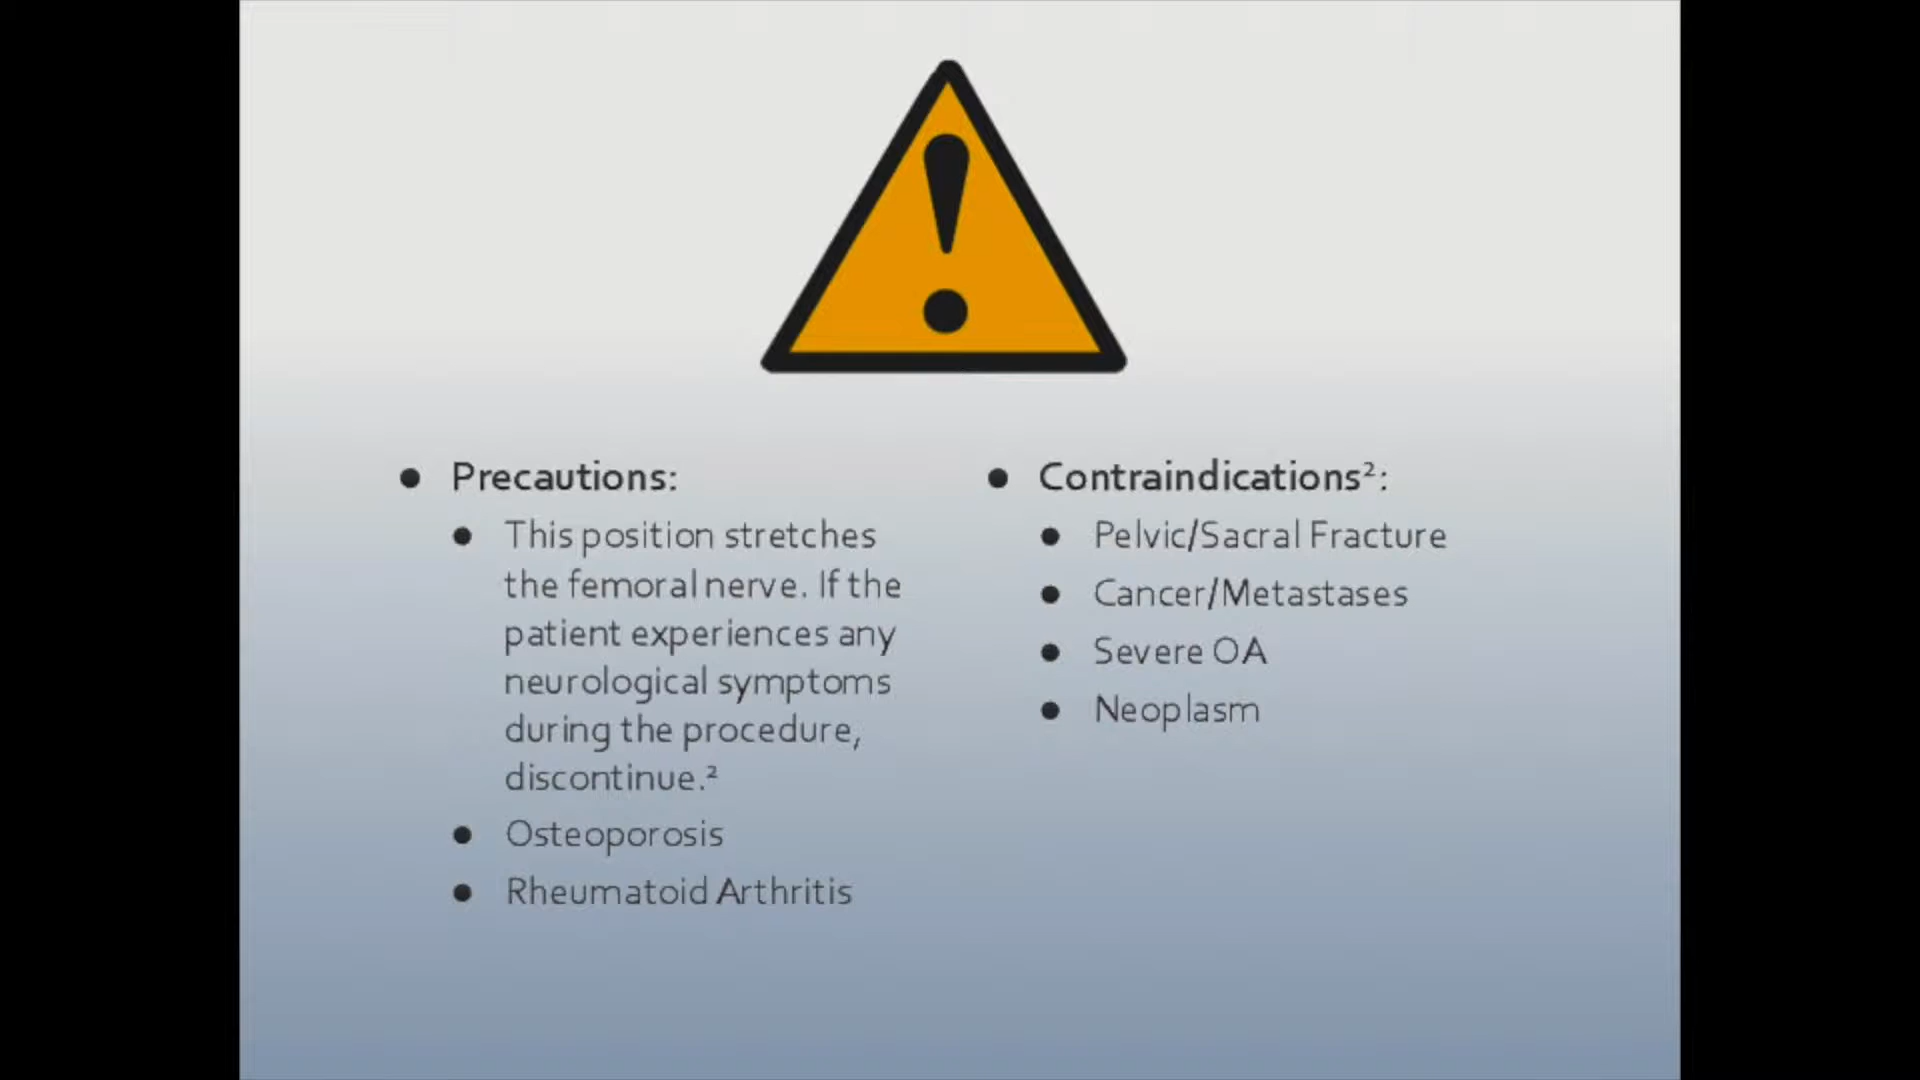 Precautions:
This position stretches
the femoral nerve. If the
patient experiences any
neurological symptoms
during the procedure,
discontinue.²
Osteoporosis
Rheumatoid Arthritis
Contraindications²:
Pelvic/Sacral Fracture
Cancer/Metastases
Severe OA
Neoplasm